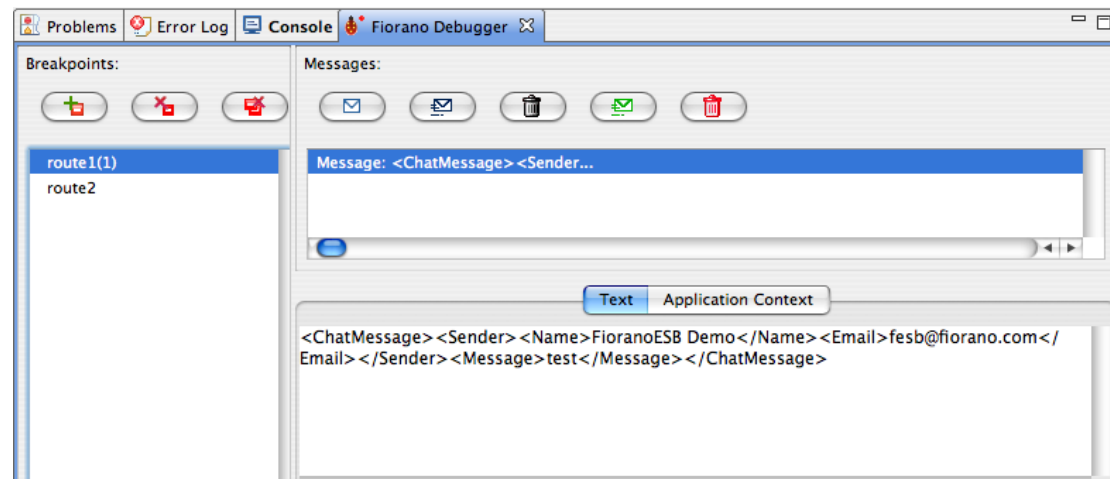 Problems Error Log Console Fiorano Debugger
Breakpoints: Messages:
route1(1)
route2
Message: <ChatMessage><Sender...
Text Application Context
<ChatMessage><Sender><Name>FioranoESB Demo</Name><Email>fesb@fiorano.com</
Email></Sender><Message>test</Message></ChatMessage>